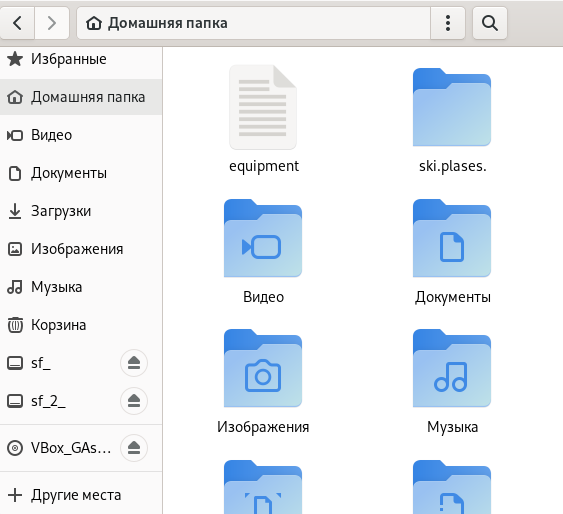 Домашняя папка
Избранные
Домашняя папка
Видео
Документы
Загрузки
Изображения
Музыка
Корзина
sf_
sf_2_
VBox_GAs...
Другие места
equipment
ski.plases.
Видео
Документы
Изображения
Музыка